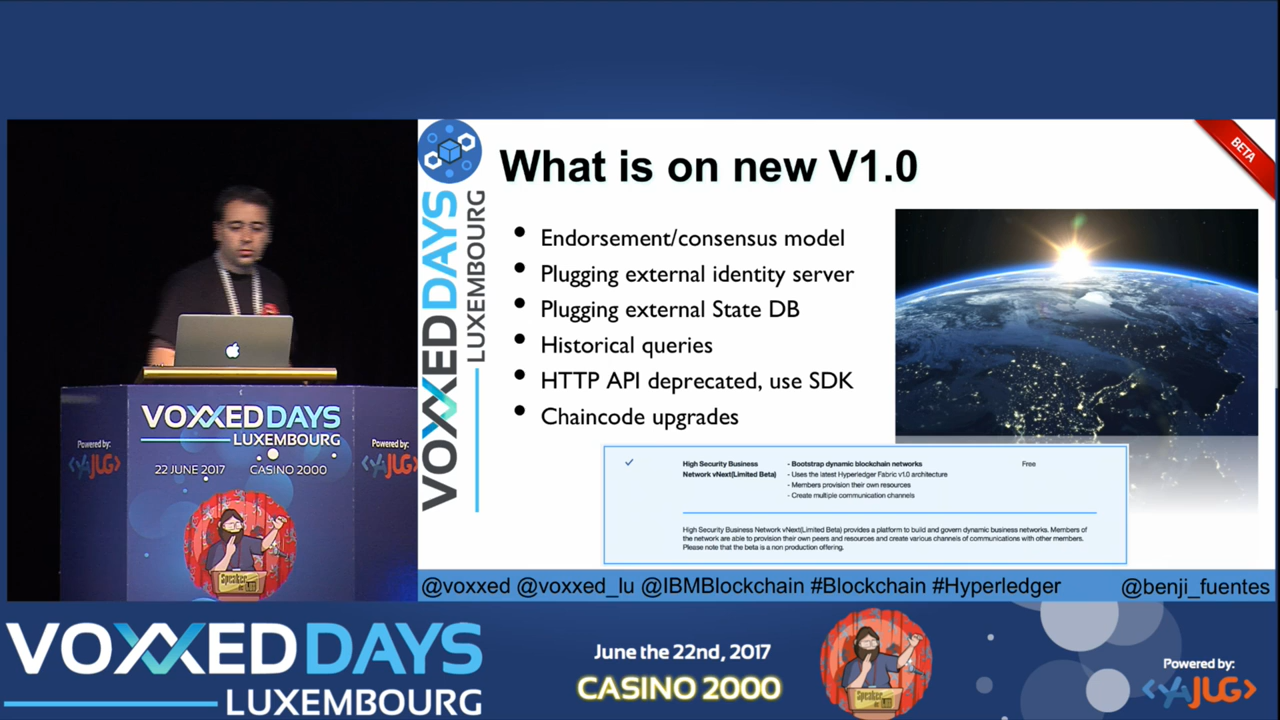 VOXXED DAYS
LUXEMBOURG
Powered by:
<YAJUG>
22 JUNE 2017 CASINO 2000
Powered by:
<YAJUG>
Speaker
at
VOXXED DAYS
LUXEMBOURG
What is on new V1.0
BETA
• Endorsement/consensus model
• Plugging external identity server
• Plugging external State DB
• Historical queries
• HTTP API deprecated, use SDK
• Chaincode upgrades
High Security Business
Network vNext(Limited Beta)
- Bootstrap dynamic blockchain networks
- Uses the latest Hyperledger Fabric v1.0 architecture
- Members provision their own resources
- Create multiple communication channels
Free
High Security Business Network vNext(Limited Beta) provides a platform to build and govern dynamic business networks. Members of
the network are able to provision their own peers and resources and create various channels of communications with other members.
Please note that the beta is a non production offering.
@voxxed @voxxed_lu @IBMBlockchain #Blockchain #Hyperledger @benji_fuentes
VOXXED DAYS
LUXEMBOURG
June the 22nd, 2017
CASINO 2000
Speaker
Powered by:
<YAJUG>